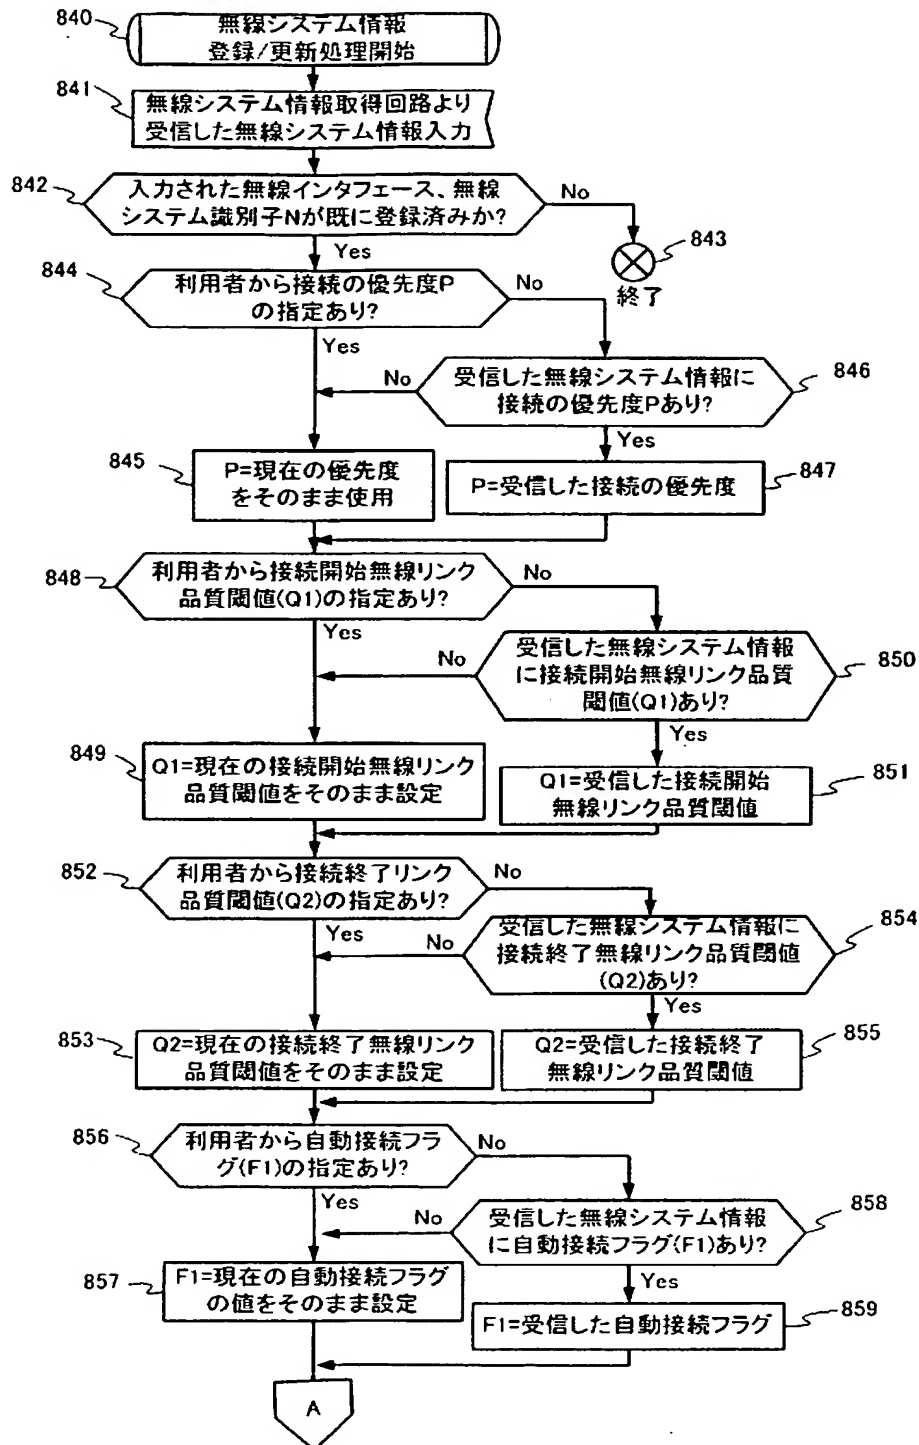 840
無線システム情報
登録/更新処理開始
841
無線システム情報取得回路より
受信した無線システム情報入力
842
入力された無線インタフェース、無線
システム識別子Nが既に登録済みか?
No
Yes
843
終了
844
利用者から接続の優先度P
の指定あり?
No
Yes
846
受信した無線システム情報に
接続の優先度Pあり?
No
Yes
845
P=現在の優先度
をそのまま使用
847
P=受信した接続の優先度
848
利用者から接続開始無線リンク
品質閾値(Q1)の指定あり?
No
Yes
850
受信した無線システム情報
に接続開始無線リンク品質
閾値(Q1)あり?
No
Yes
849
Q1=現在の接続開始無線リンク
品質閾値をそのまま設定
851
Q1=受信した接続開始
無線リンク品質閾値
852
利用者から接続終了リンク
品質閾値(Q2)の指定あり?
No
Yes
854
受信した無線システム情報に
接続終了無線リンク品質閾値
(Q2)あり?
No
Yes
853
Q2=現在の接続終了無線リンク
品質閾値をそのまま設定
855
Q2=受信した接続終了
無線リンク品質閾値
856
利用者から自動接続フラ
グ(F1)の指定あり?
No
Yes
858
受信した無線システム情報
に自動接続フラグ(F1)あり?
No
Yes
857
F1=現在の自動接続フラグ
の値をそのまま設定
859
F1=受信した自動接続フラグ
A